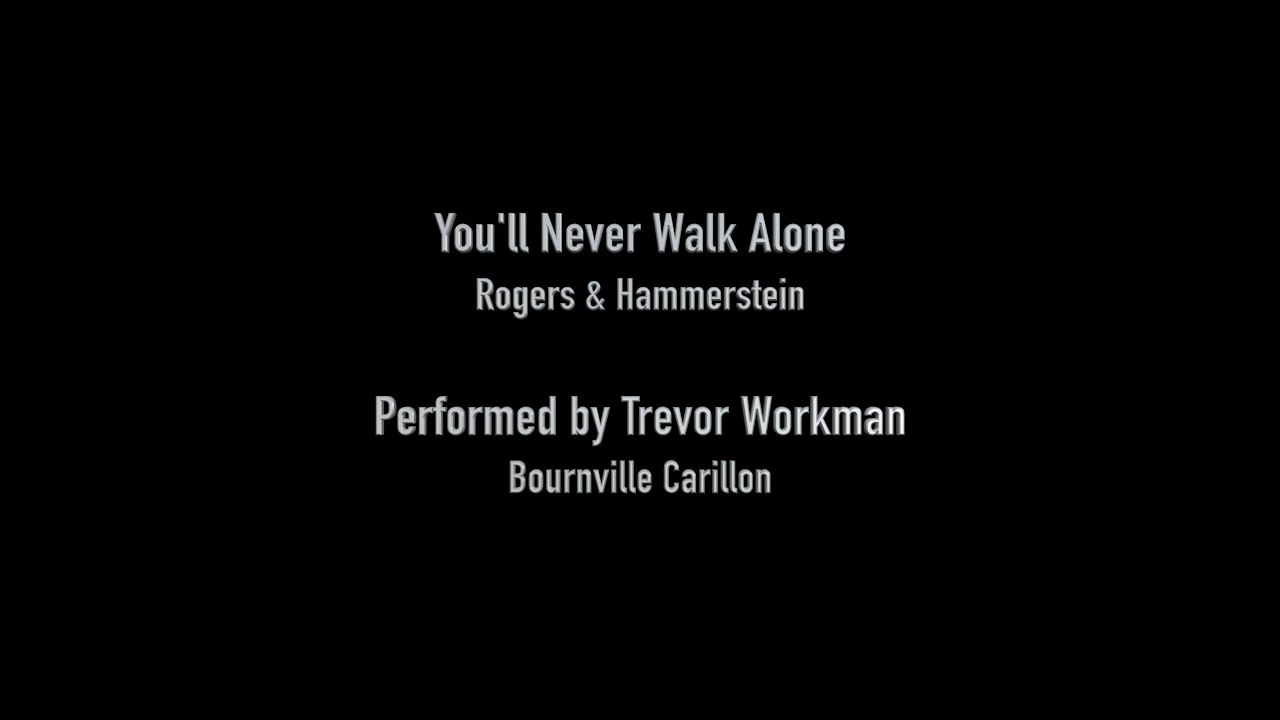 You'll Never Walk Alone
Rogers & Hammerstein
Performed by Trevor Workman
Bournville Carillon